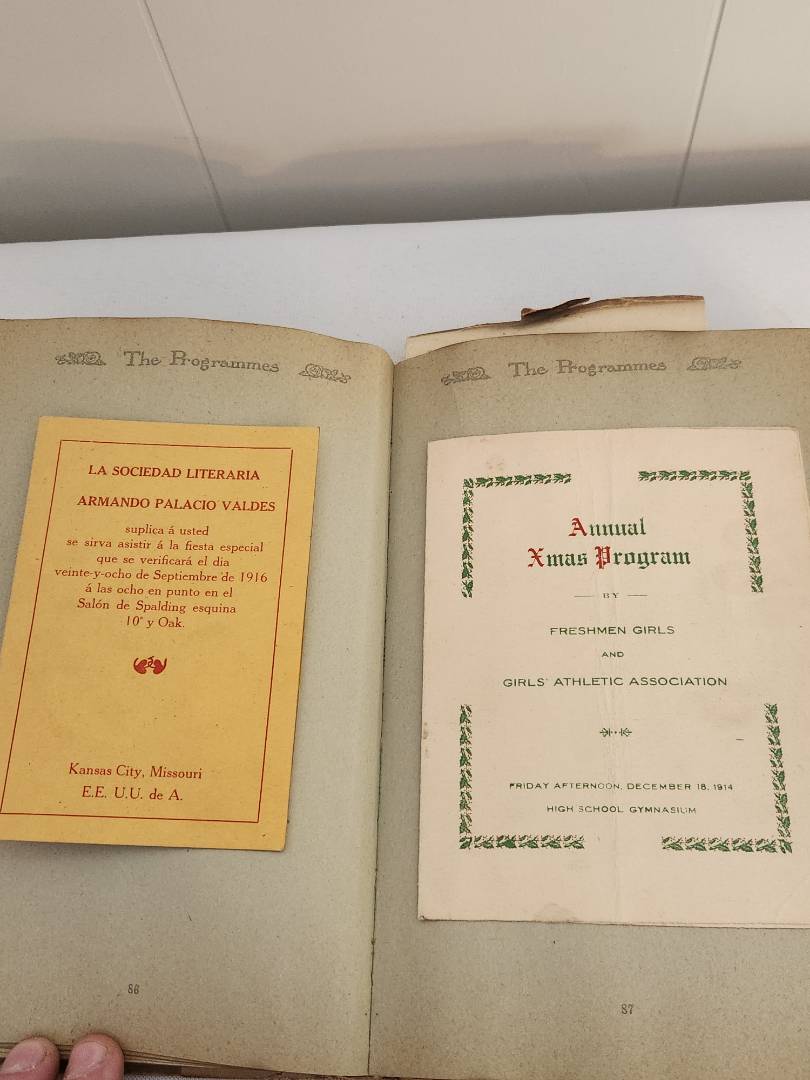 The Programmes
LA SOCIEDAD LITERARIA
ARMANDO PALACIO VALDES
suplica á usted
se sirva asistir á la fiesta especial
que se verificará el dia
veinte-y-ocho de Septiembre de 1916
á las ocho en punto en el
Salón de Spalding esquina
10ª y Oak.
Kansas City, Missouri
E.E. U.U. de A.
86
The Programmes
Annual
Xmas Program
BY
FRESHMEN GIRLS
AND
GIRLS' ATHLETIC ASSOCIATION
FRIDAY AFTERNOON, DECEMBER 18, 1914
HIGH SCHOOL GYMNASIUM
87